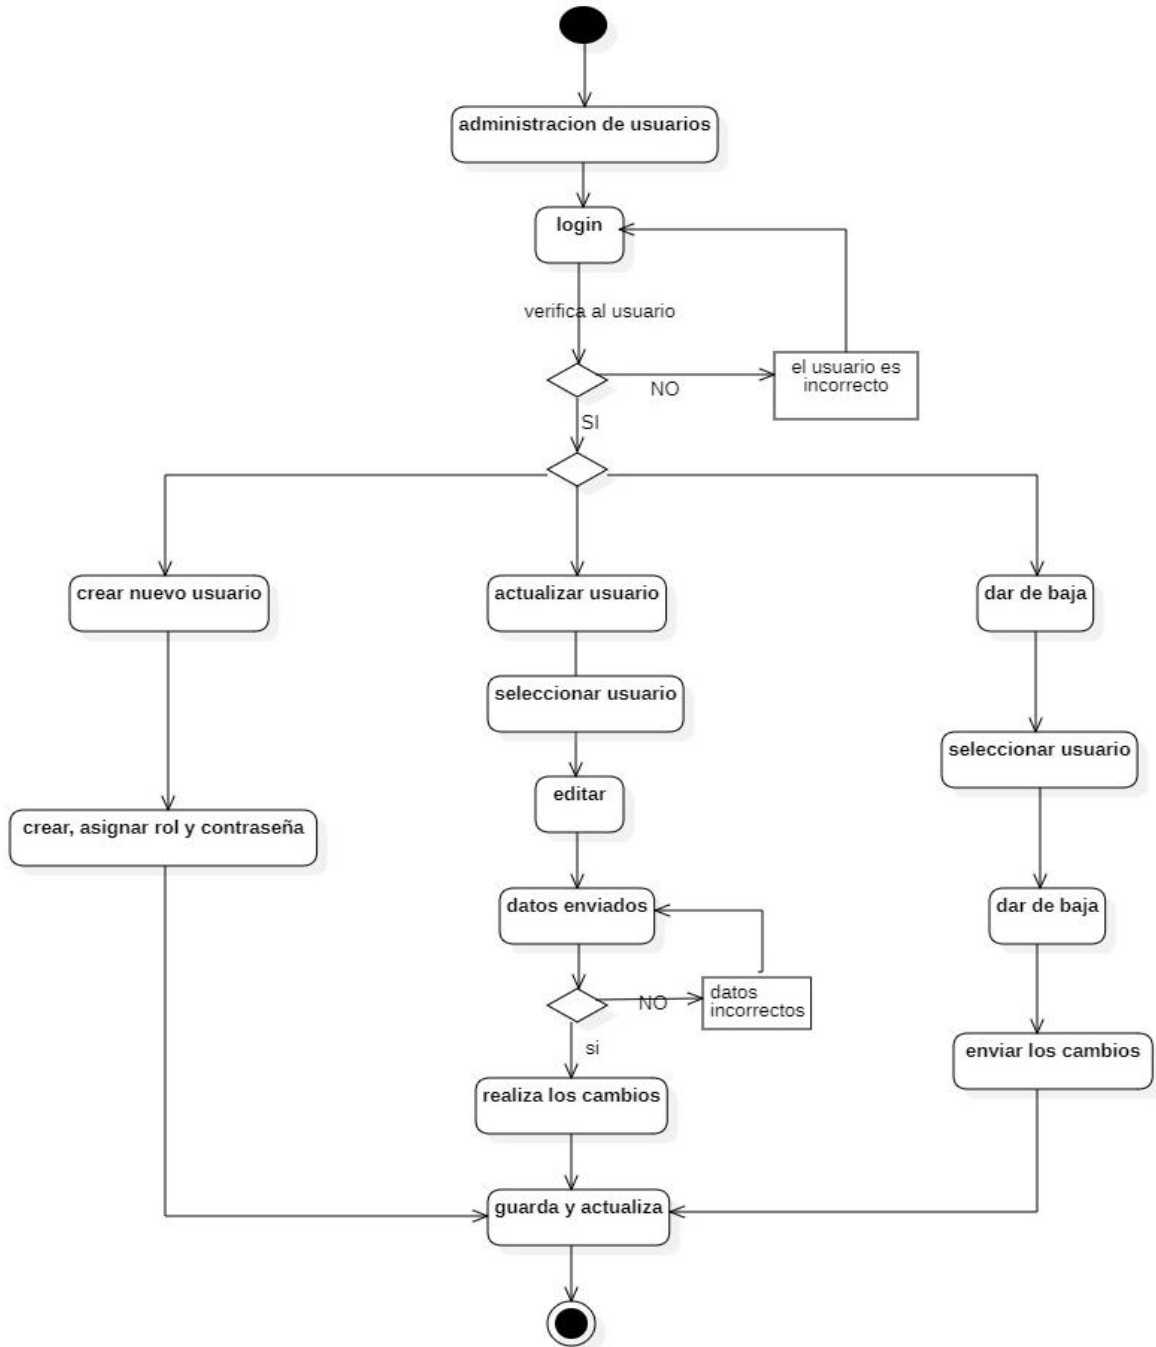 administracion de usuarios
login
verifica al usuario
el usuario es
incorrecto
NO
SI
crear nuevo usuario
actualizar usuario
dar de baja
seleccionar usuario
seleccionar usuario
editar
crear, asignar rol y contraseña
datos enviados
dar de baja
datos
incorrectos
NO
si
enviar los cambios
realiza los cambios
guarda y actualiza